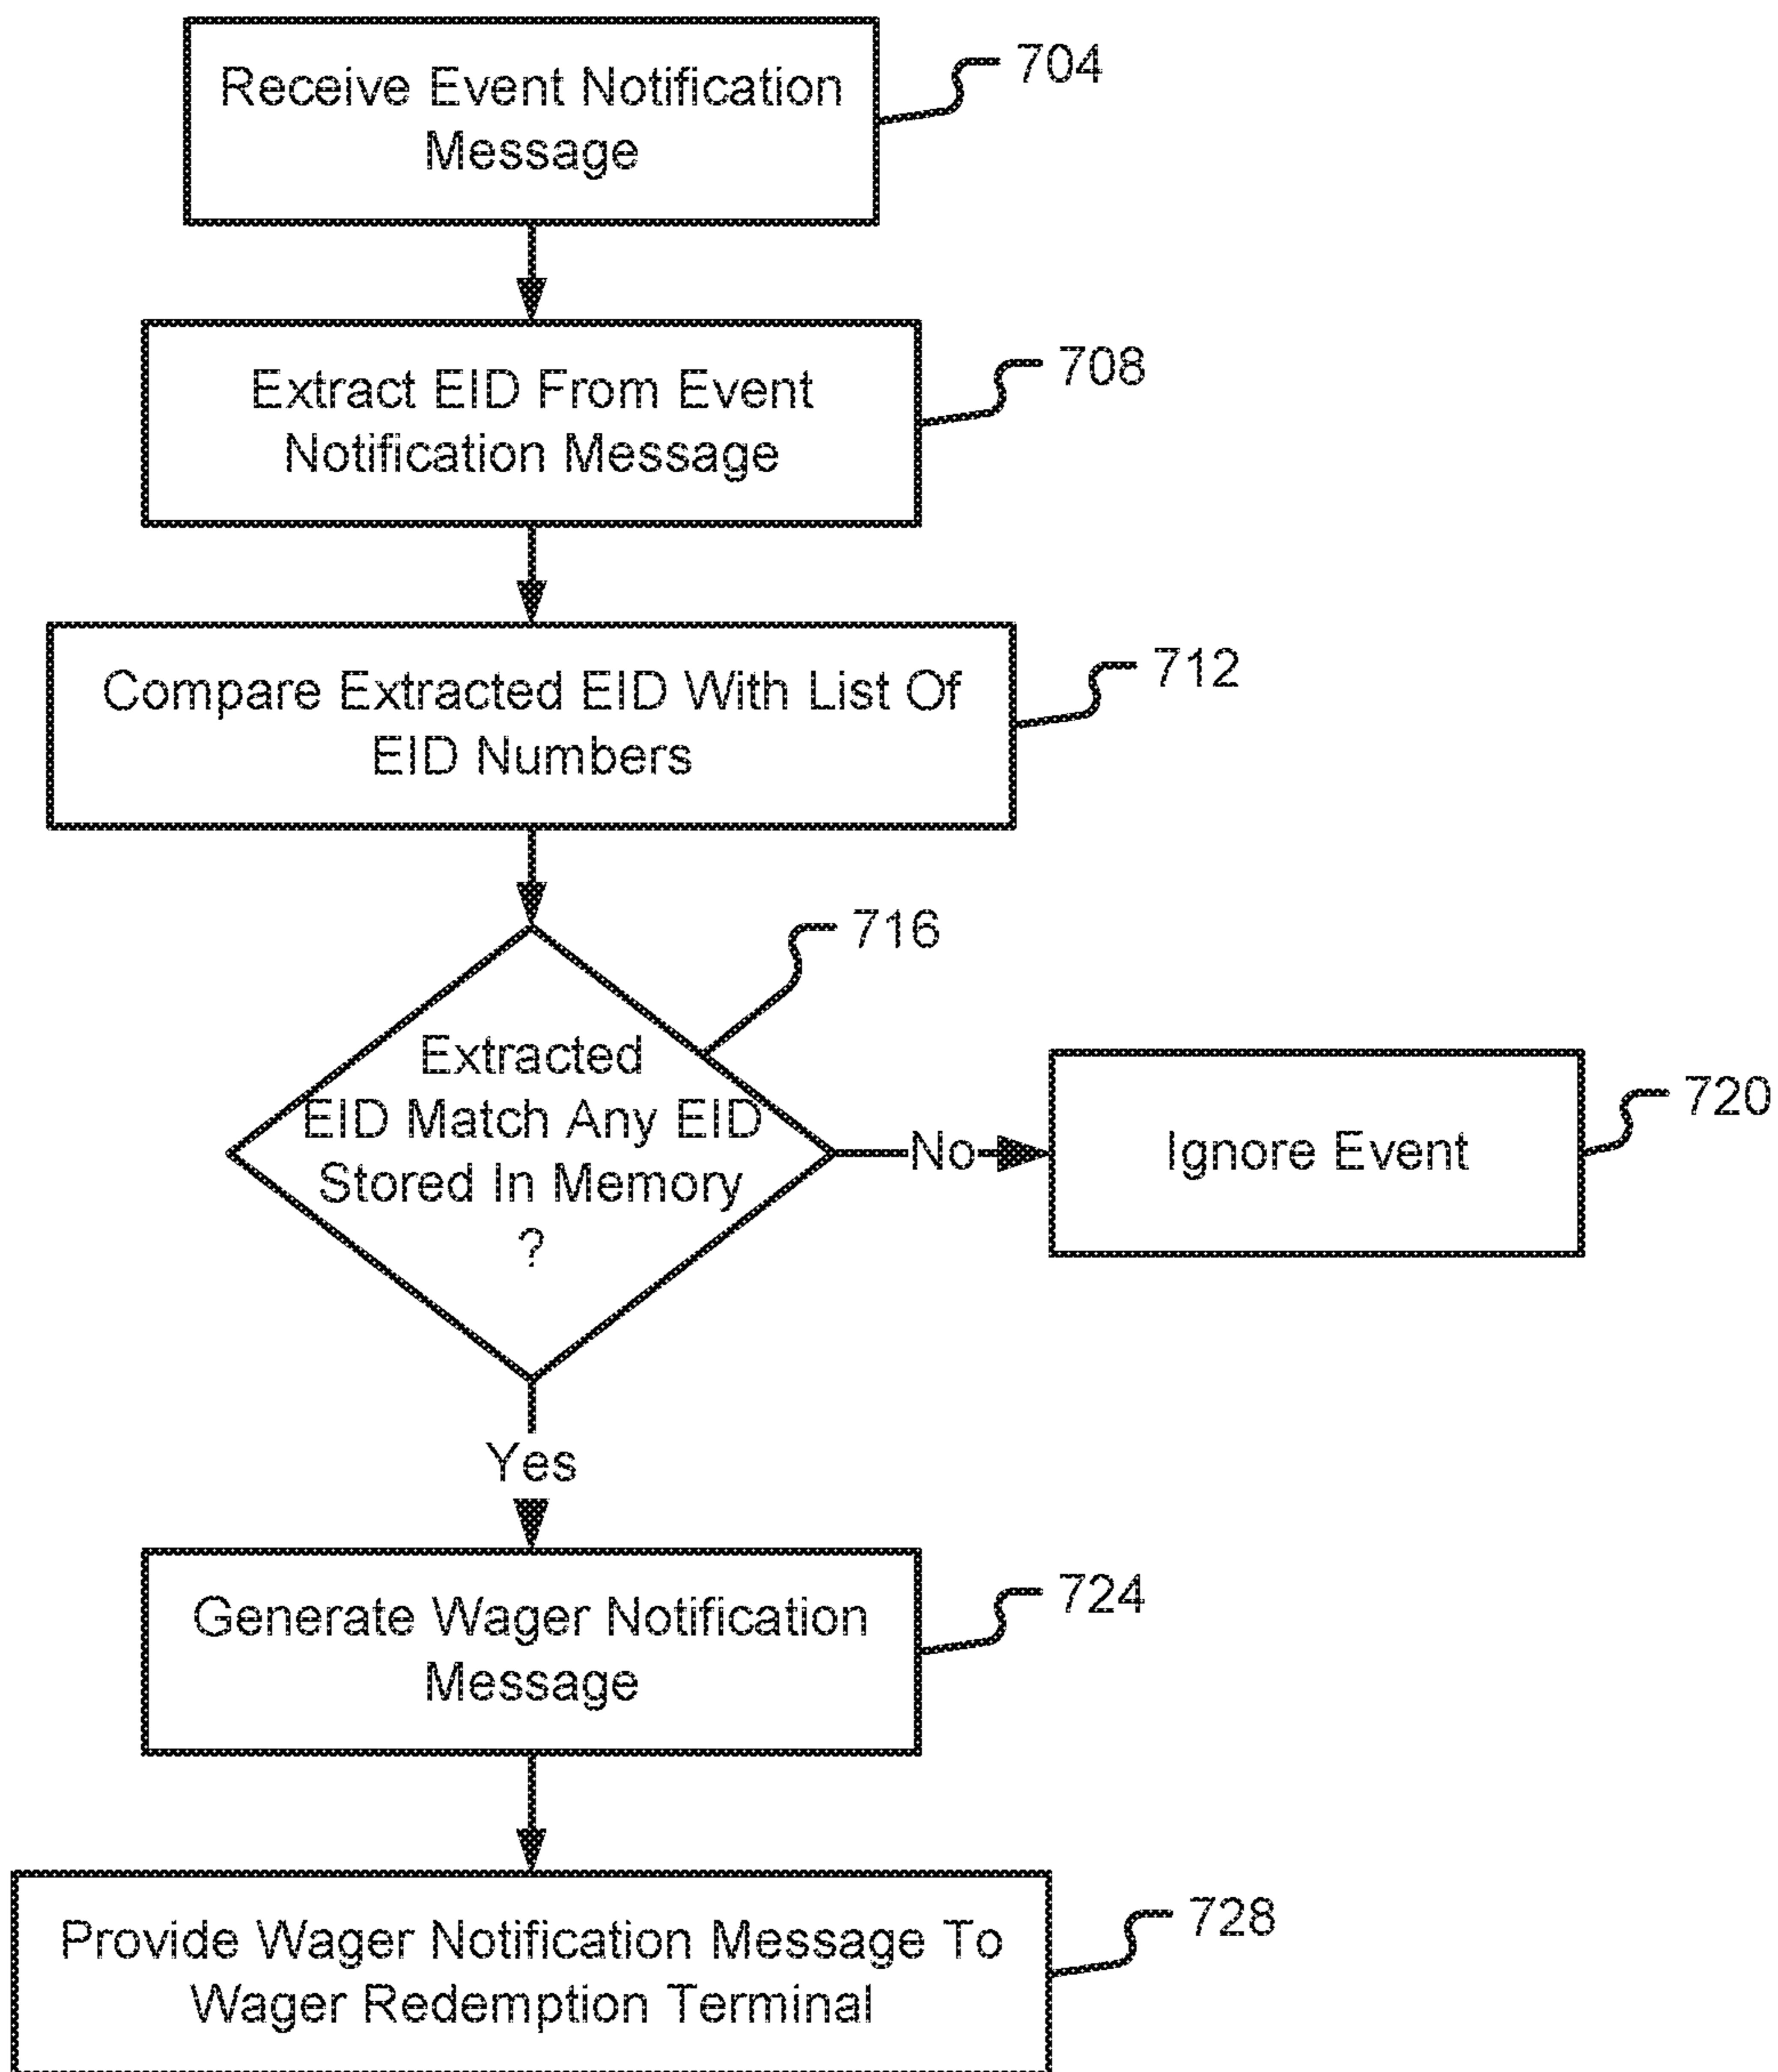 Receive Event Notification
Message
704
Extract EID From Event
Notification Message
708
Compare Extracted EID With List Of
EID Numbers
712
716
Extracted
EID Match Any EID
Stored In Memory
?
No
Ignore Event
720
Yes
Generate Wager Notification
Message
724
Provide Wager Notification Message To
Wager Redemption Terminal
728